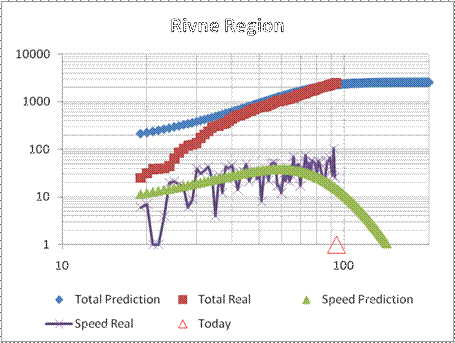 Rivne Region
10000
1000
100
10
1
10 100
Total Prediction Total Real Speed Prediction
Speed Real Today